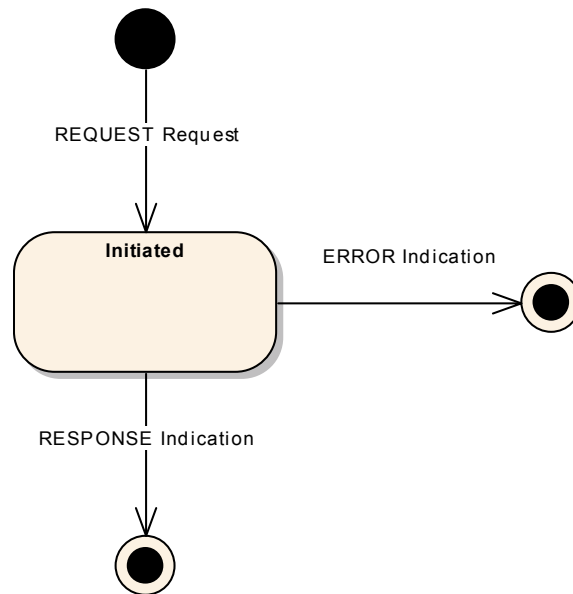 REQUEST Request
Initiated
ERROR Indication
RESPONSE Indication